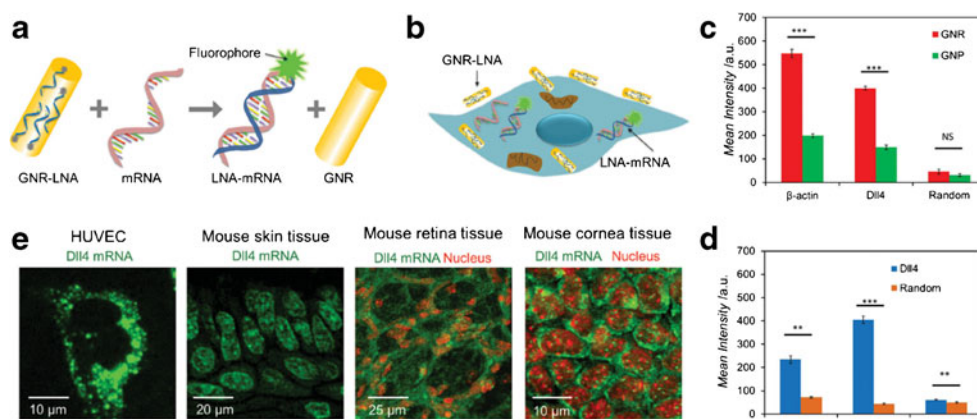 a
Fluorophore
GNR-LNA
mRNA
LNA-mRNA
GNR
b
GNR-LNA
LNA-mRNA
c
Mean Intensity /a.u.
700
600
500
400
300
200
100
0
***
***
NS
GNR
GNP
β-actin
Dll4
Random
e
HUVEC
Dll4 mRNA
10 µm
Mouse skin tissue
Dll4 mRNA
20 µm
Mouse retina tissue
Dll4 mRNA Nucleus
25 µm
Mouse cornea tissue
Dll4 mRNA Nucleus
10 µm
d
Mean Intensity /a.u.
700
600
500
400
300
200
100
0
**
***
**
Dll4
Random